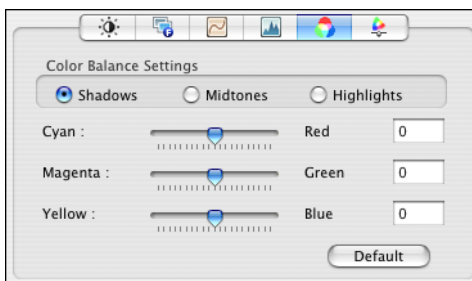 Color Balance Settings
Shadows Midtones Highlights
Cyan : Red 0
Magenta : Green 0
Yellow : Blue 0
Default